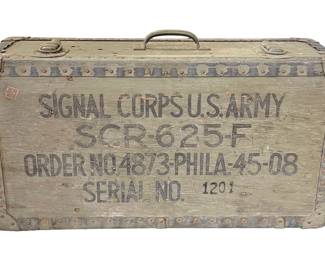 SIGNAL CORPS U.S. ARMY
SCR-625-F
ORDER NO. 4873-PHILA-45-08
SERIAL NO. 1201